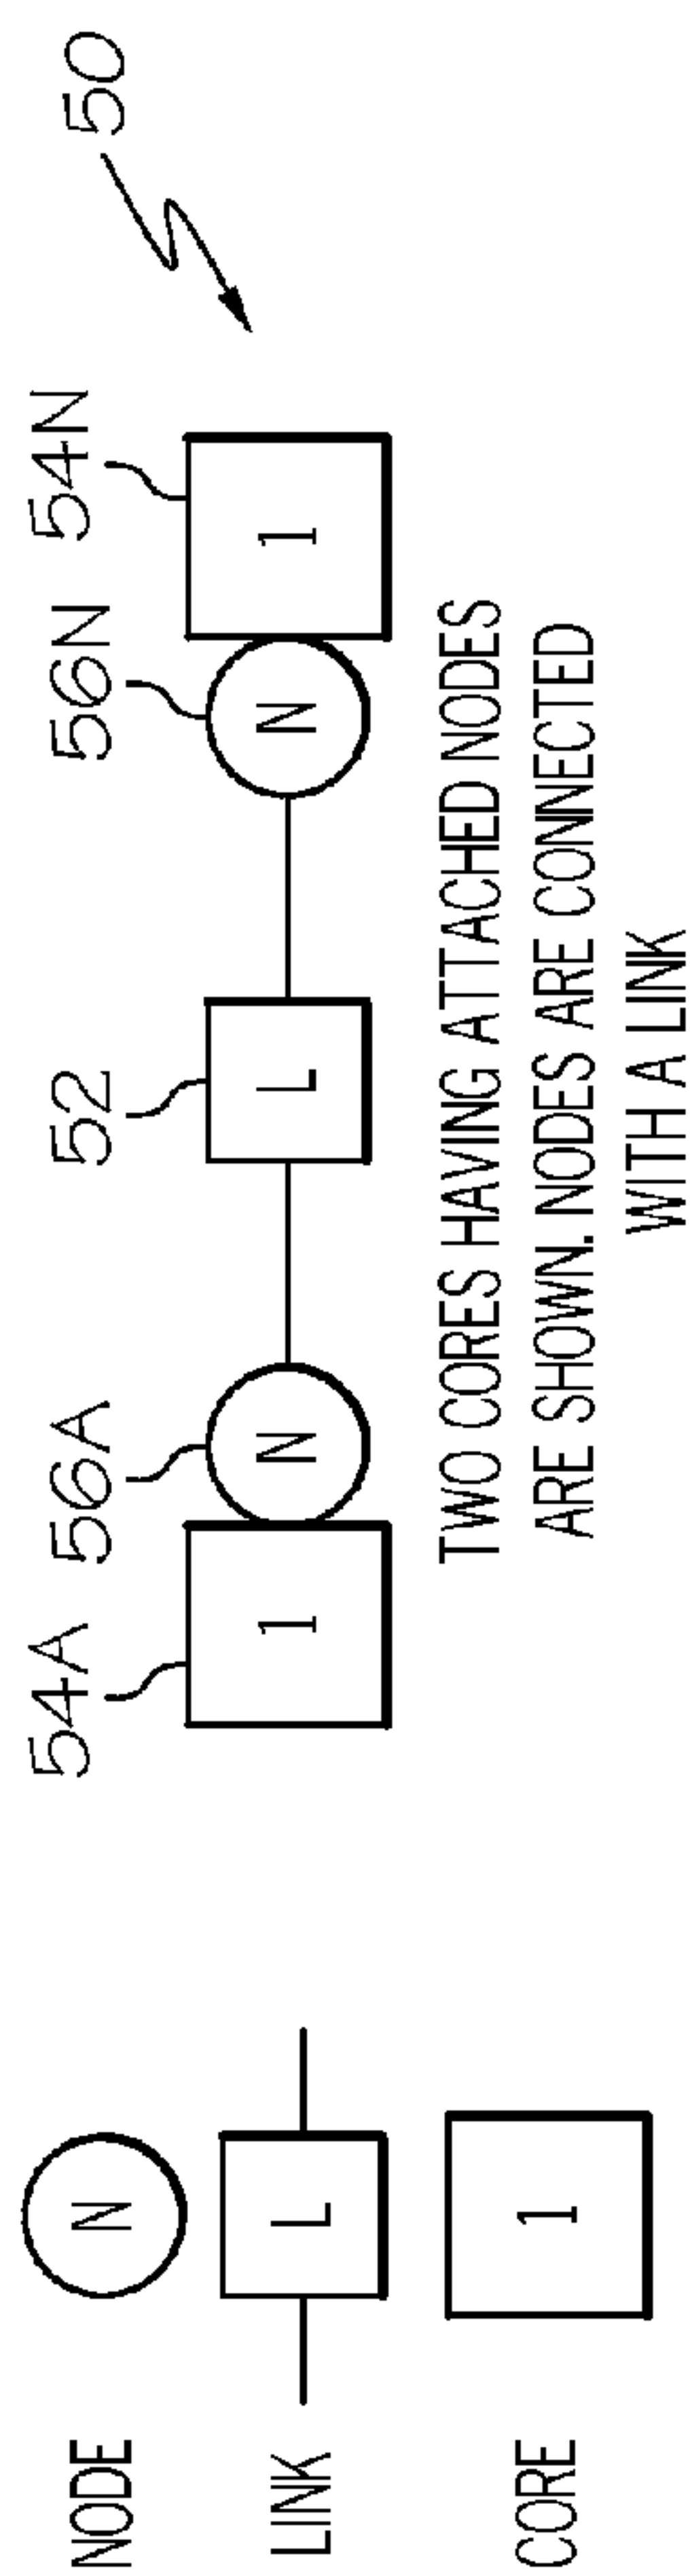 NODE
N
LINK
L
CORE
1
50
54A
56A
52
56N
54N
1
N
L
N
1
TWO CORES HAVING ATTACHED NODES
ARE SHOWN. NODES ARE CONNECTED
WITH A LINK